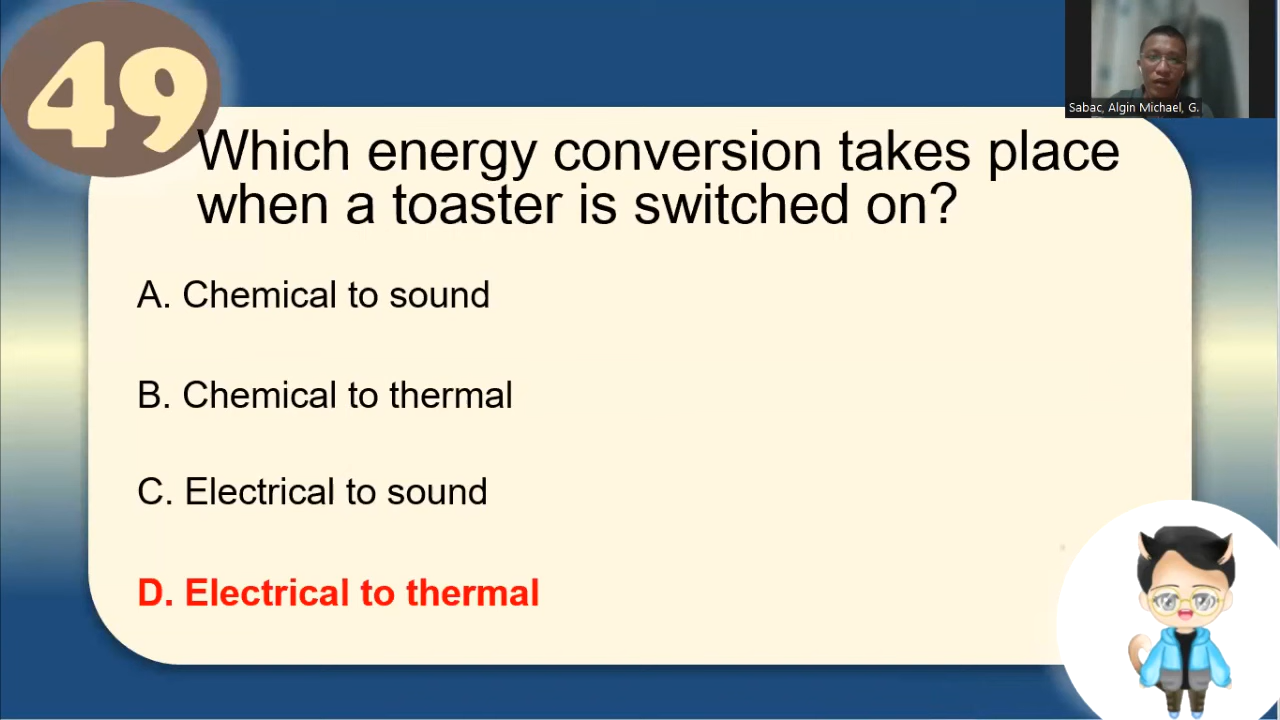 49
Sabac, Algin Michael, G.
Which energy conversion takes place
when a toaster is switched on?
A. Chemical to sound
B. Chemical to thermal
C. Electrical to sound
D. Electrical to thermal